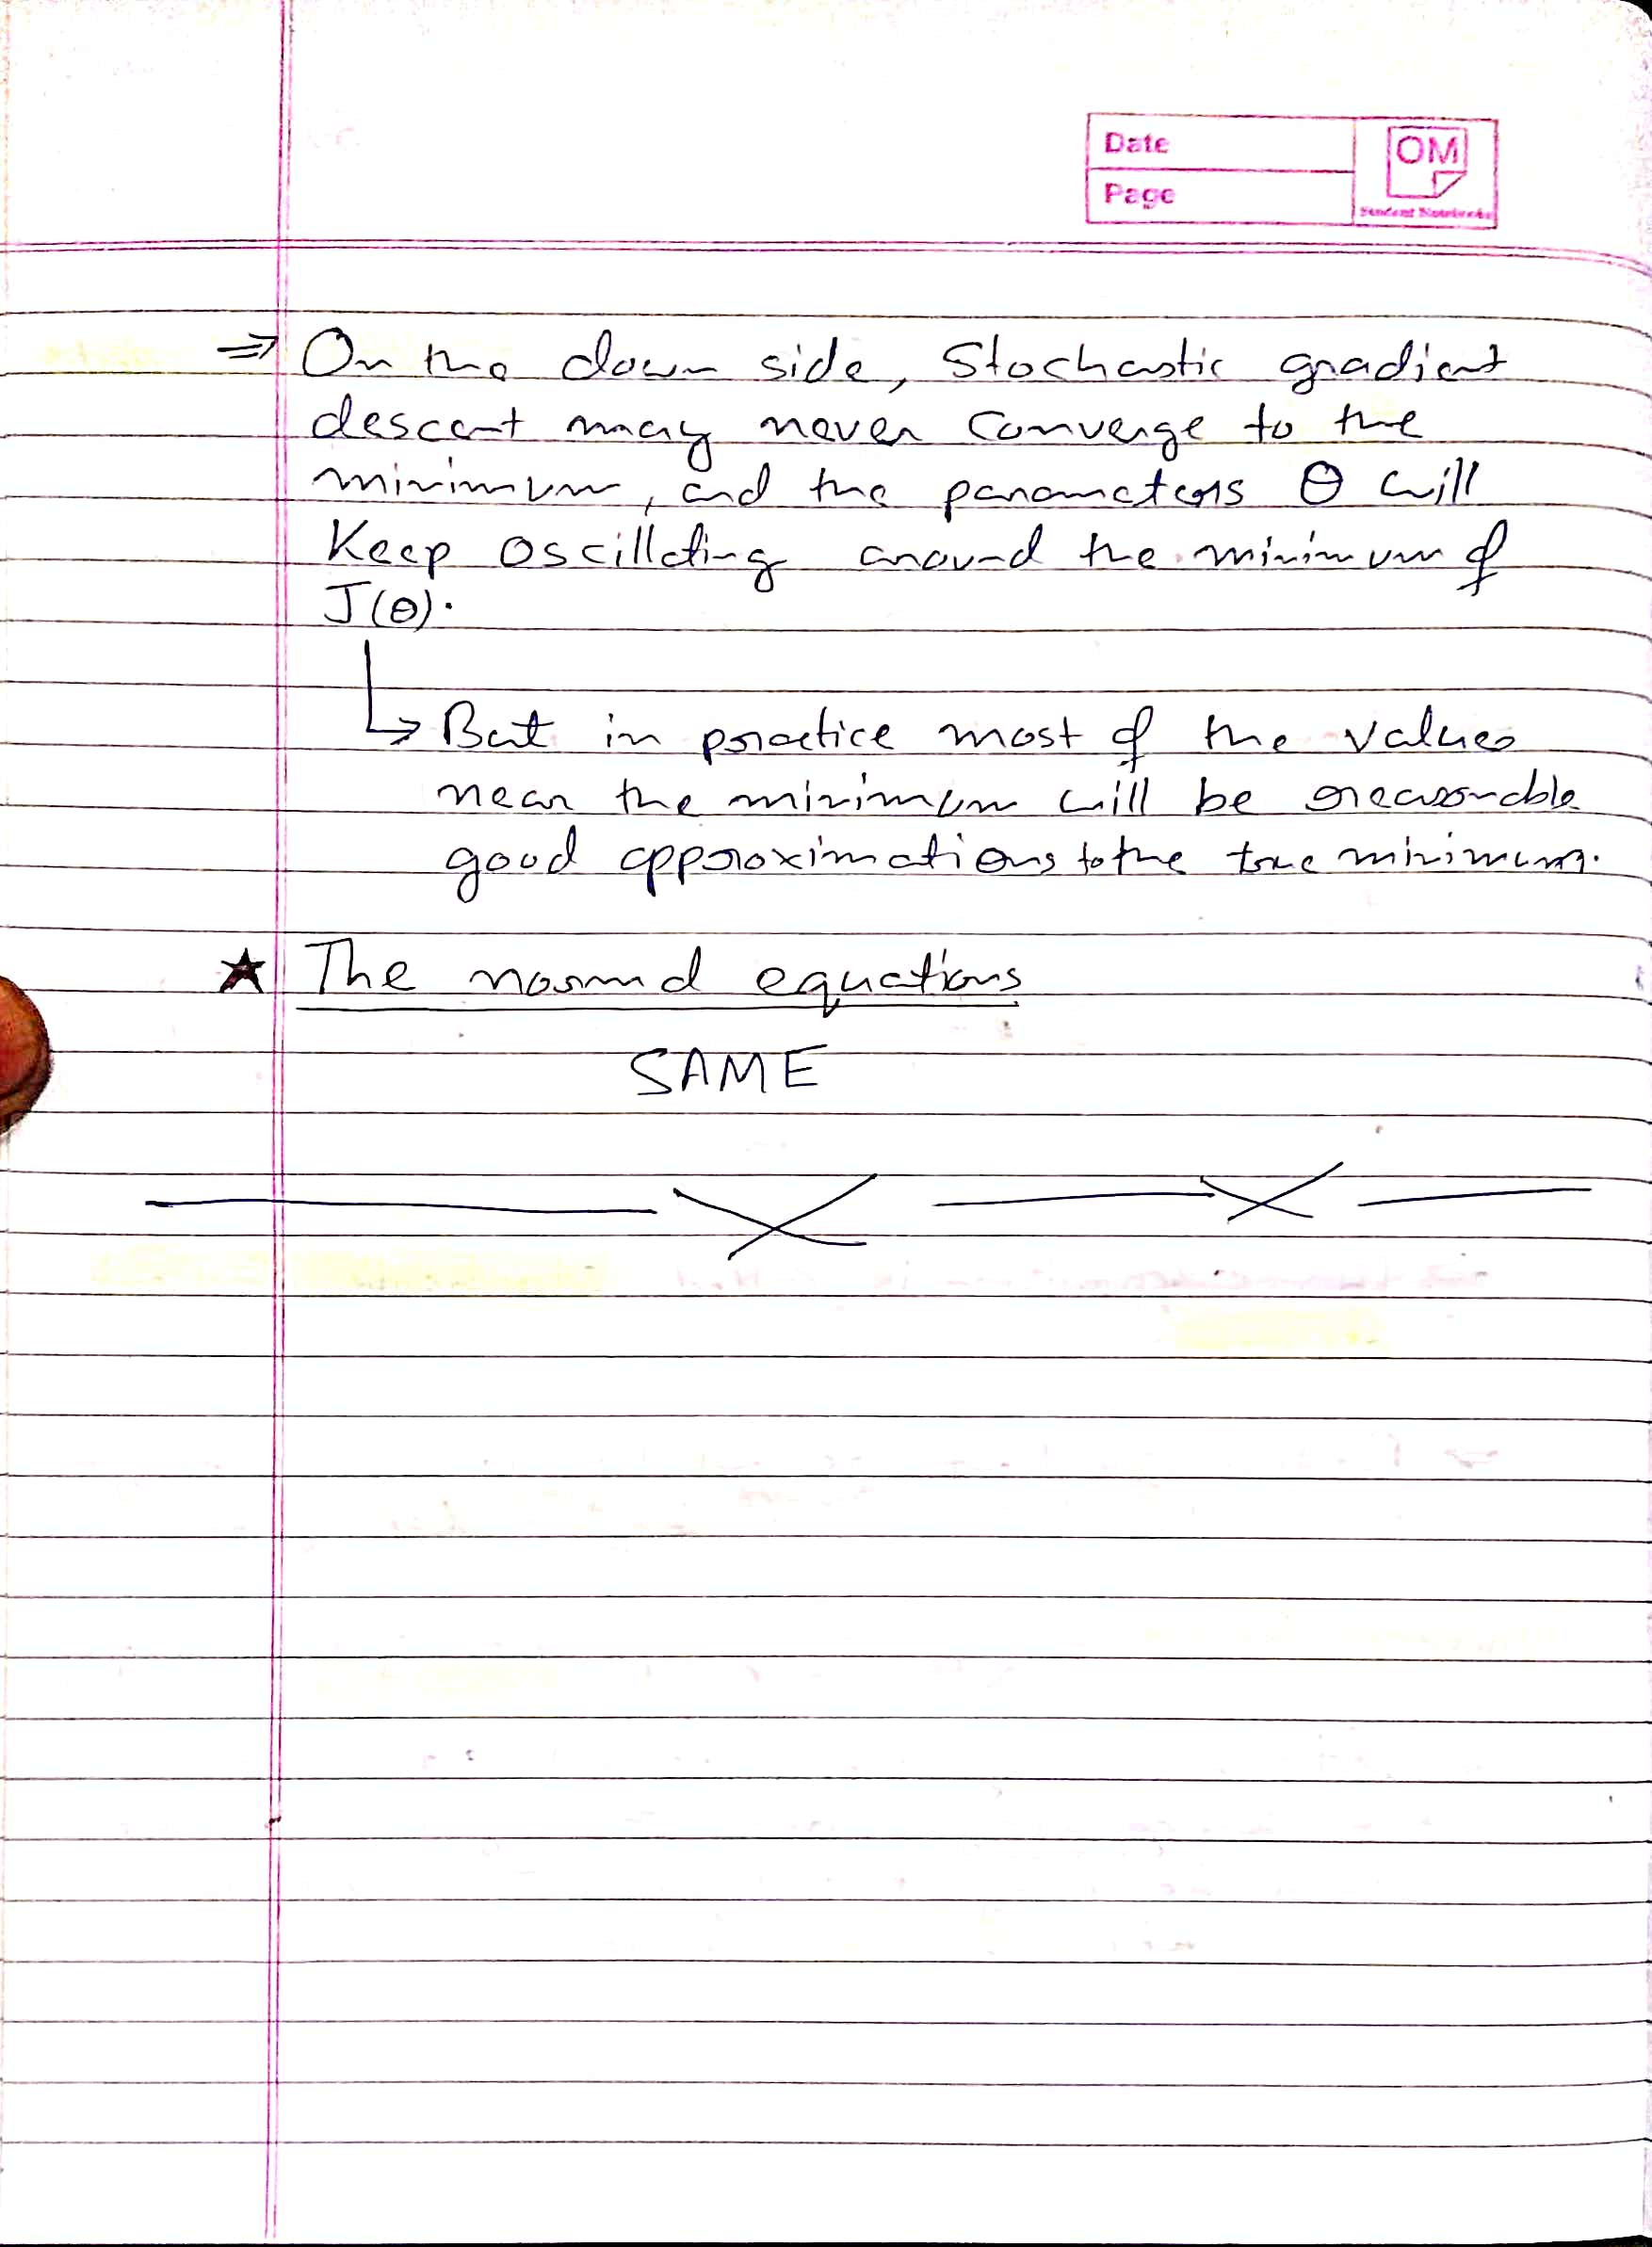 Date
Page
OM
Student Notebooks
⇒ On the down side, Stochastic gradient
descent may never converge to the
minimum, and the parameters θ will
Keep oscillating around the minimum of
J(θ).
↳ But in practice most of the values
near the minimum will be reasonable
good approximations to the true minimum.
★ The normal equations
SAME